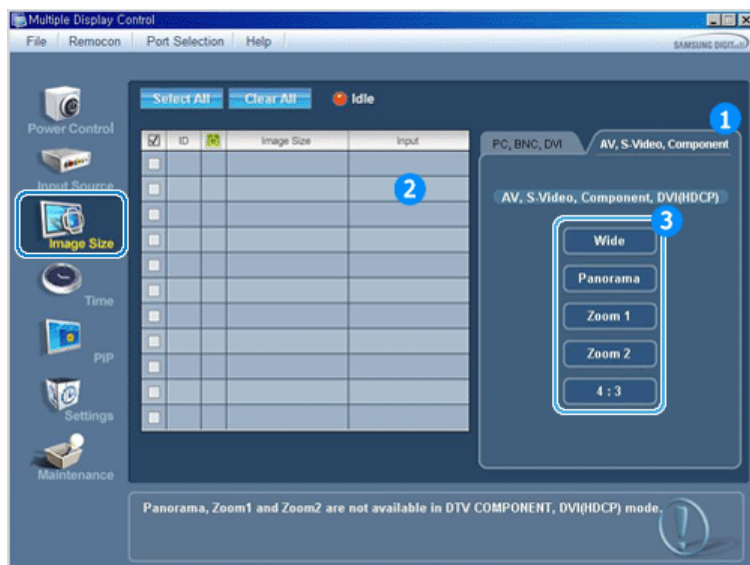 Multiple Display Control
File Remocon Port Selection Help
SAMSUNG DIGITall
Select All Clear All Idle
Power Control
Input Source
Image Size
Time
PIP
Settings
Maintenance
ID Image Size Input
1
2
PC, BNC, DVI AV, S-Video, Component
AV, S-Video, Component, DVI(HDCP)
3
Wide
Panorama
Zoom 1
Zoom 2
4 : 3
Panorama, Zoom1 and Zoom2 are not available in DTV COMPONENT, DVI(HDCP) mode.